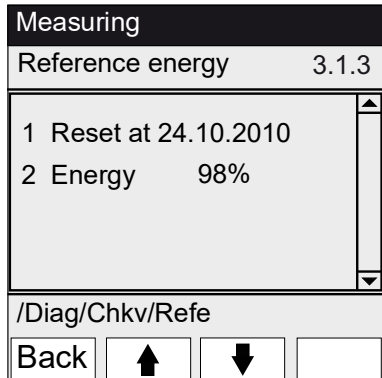 Measuring
Reference energy 3.1.3
1 Reset at 24.10.2010
2 Energy 98%
/Diag/Chkv/Refe
Back